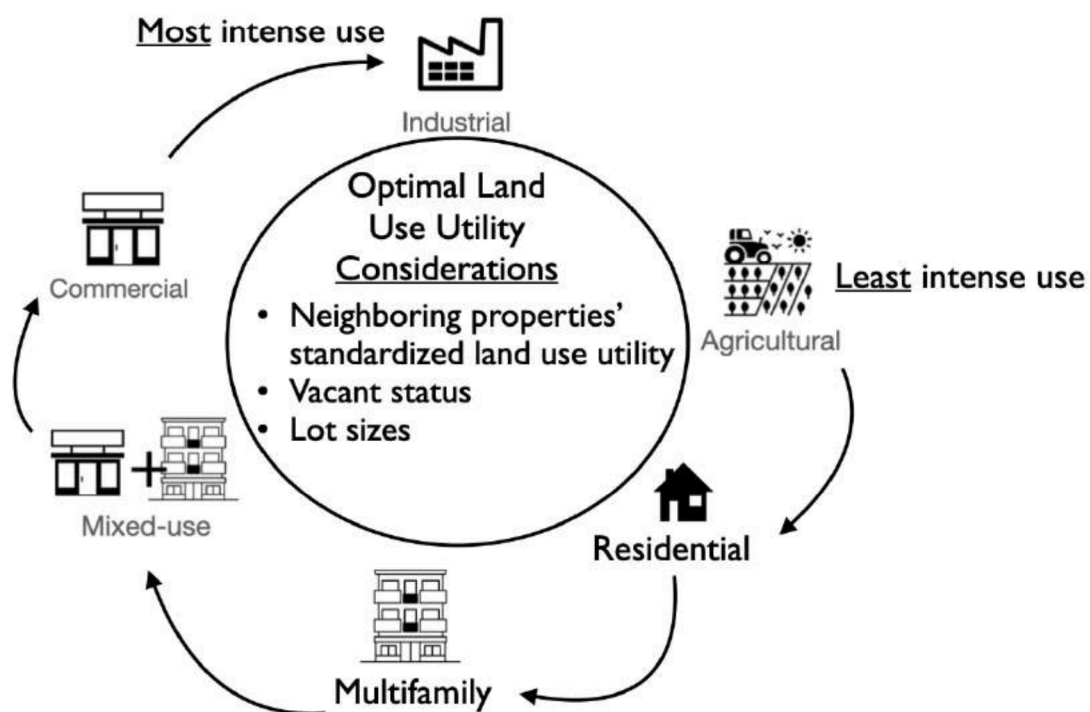 Most intense use
Industrial
Optimal Land
Use Utility
Considerations
• Neighboring properties’
standardized land use utility
• Vacant status
• Lot sizes
Commercial
Least intense use
Agricultural
Mixed-use
Residential
Multifamily